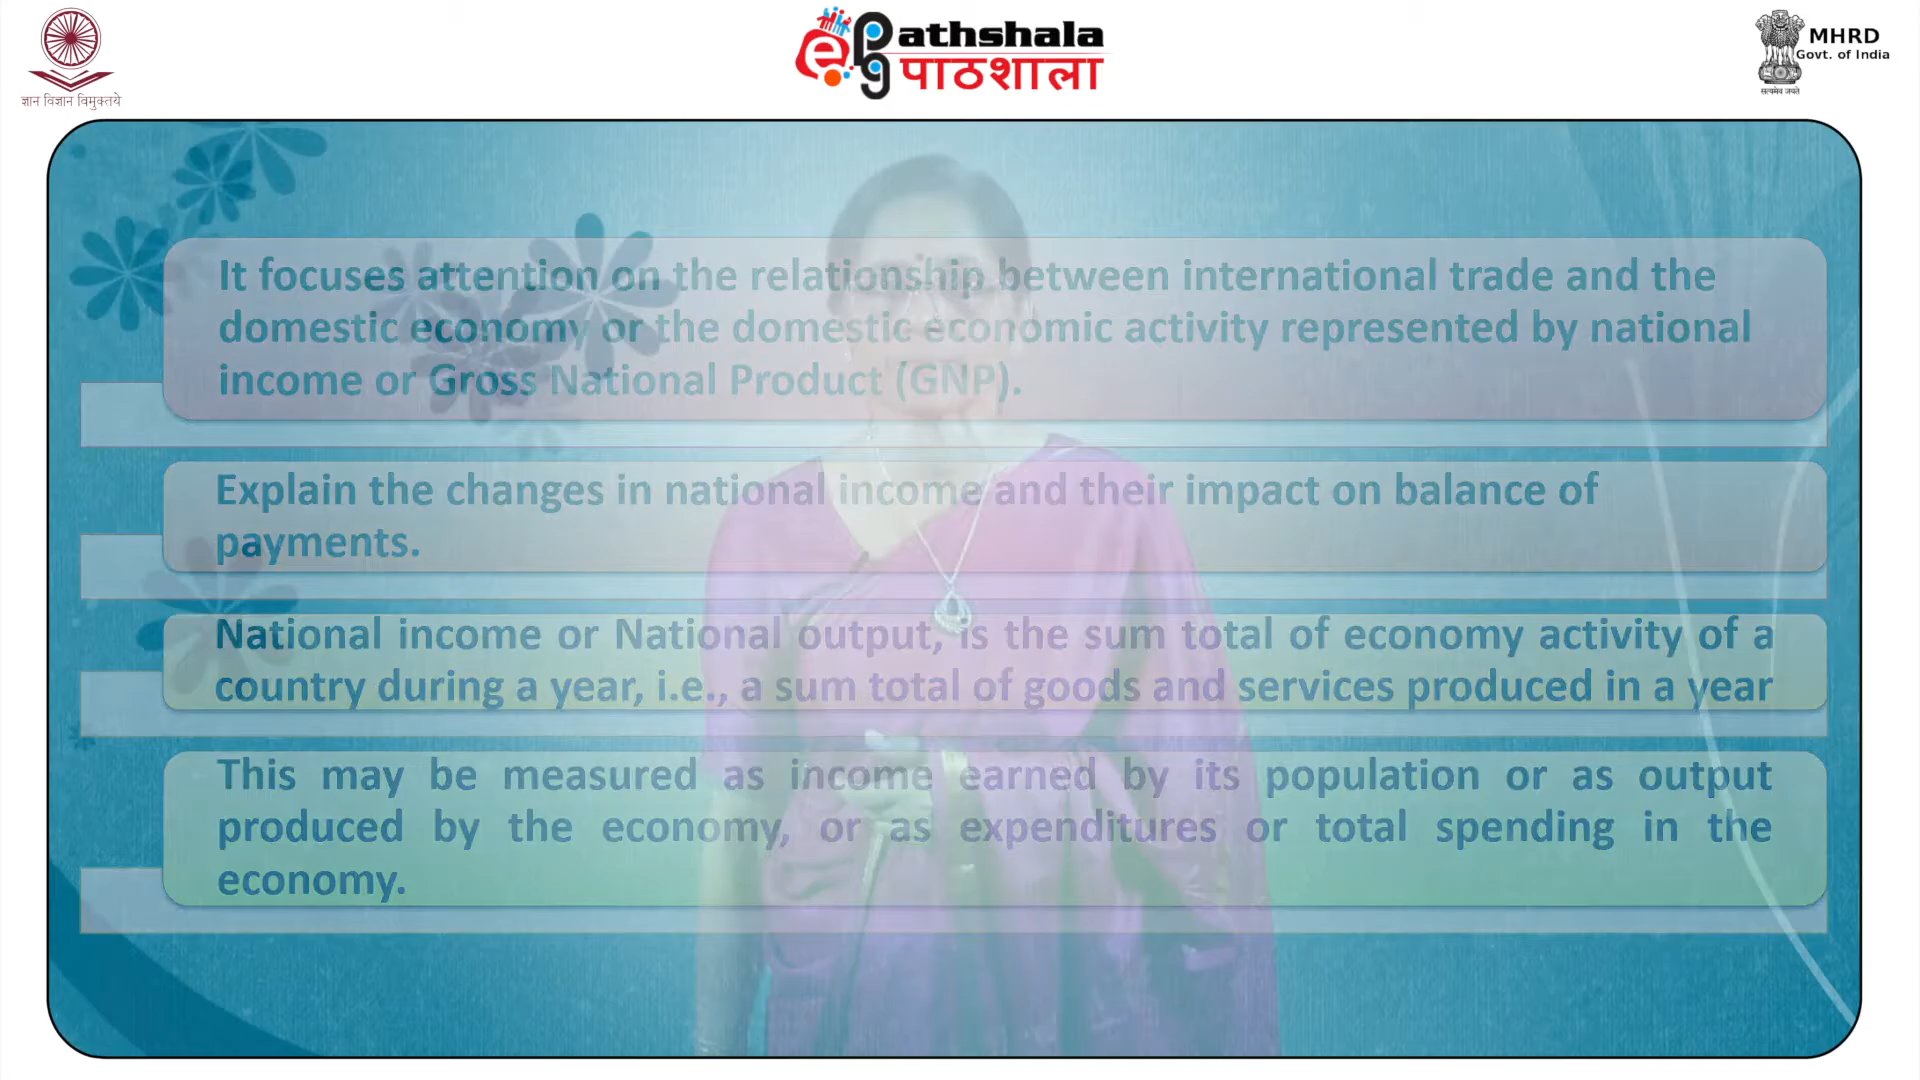 ज्ञान विज्ञान विमुक्तये
ePathshala
पाठशाला
MHRD
Govt. of India
सत्यमेव जयते
It focuses attention on the relationship between international trade and the
domestic economy or the domestic economic activity represented by national
income or Gross National Product (GNP).
Explain the changes in national income and their impact on balance of
payments.
National income or National output, is the sum total of economy activity of a
country during a year, i.e., a sum total of goods and services produced in a year
This may be measured as income earned by its population or as output
produced by the economy, or as expenditures or total spending in the
economy.